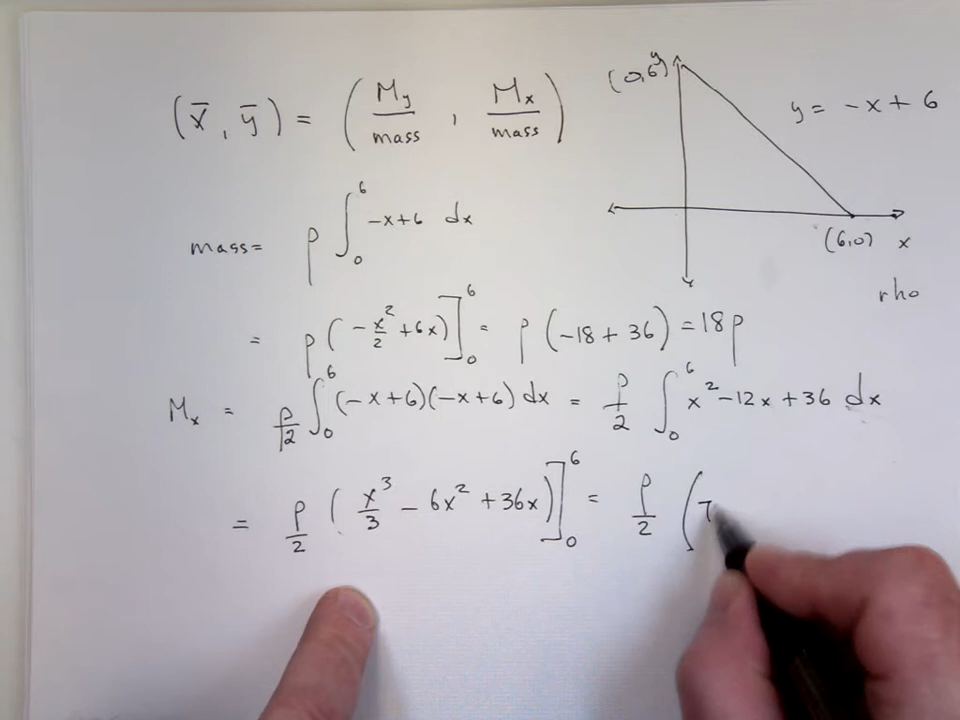 (x̄, ȳ) = (M_y/mass , M_x/mass)
(0,6) y
y = -x + 6
(6,0) x
mass = ρ ∫₀⁶ -x+6 dx
rho
= ρ(-x²/2 + 6x)]₀⁶ = ρ(-18 + 36) = 18ρ
M_x = ρ/2 ∫₀⁶ (-x+6)(-x+6) dx = ρ/2 ∫₀⁶ x² - 12x + 36 dx
= ρ/2 (x³/3 - 6x² + 36x)]₀⁶ = ρ/2 (7